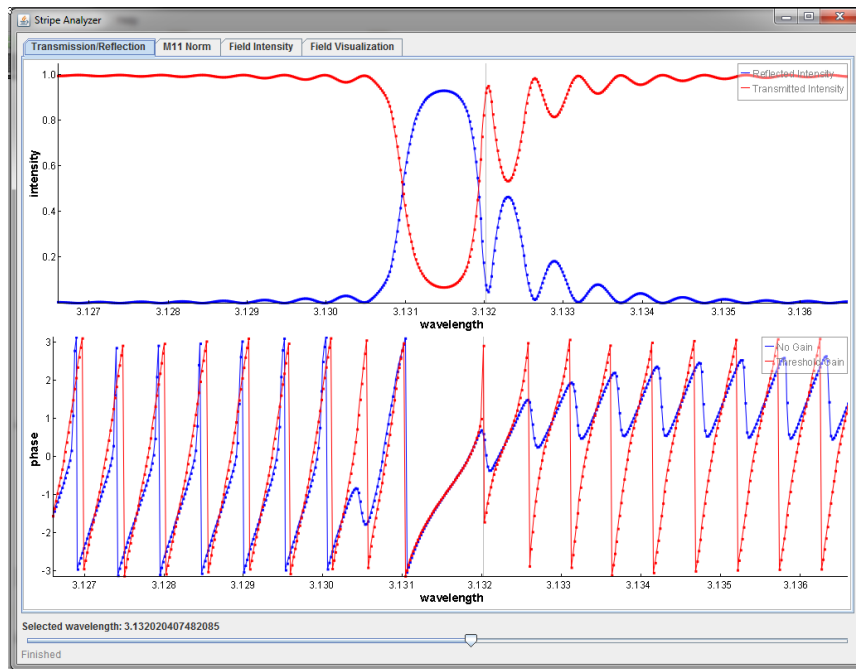 Stripe Analyzer
Transmission/Reflection M11 Norm Field Intensity Field Visualization
1.0
0.8
0.6
0.4
0.2
intensity
Reflected Intensity
Transmitted Intensity
3.127 3.128 3.129 3.130 3.131 3.132 3.133 3.134 3.135 3.136
wavelength
3
2
1
0
-1
-2
-3
phase
No Gain
Threshold Gain
3.127 3.128 3.129 3.130 3.131 3.132 3.133 3.134 3.135 3.136
wavelength
Selected wavelength: 3.132020407482085
Finished